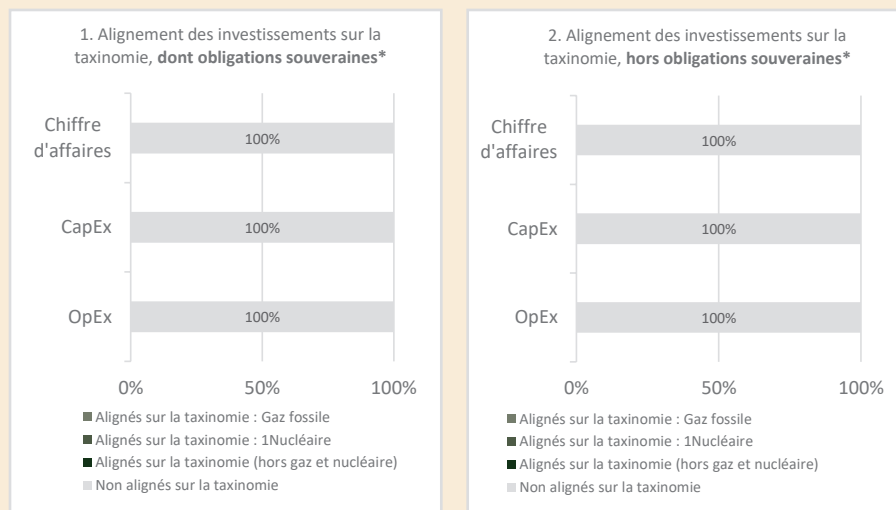 1. Alignement des investissements sur la
taxinomie, dont obligations souveraines*
Chiffre
d'affaires
100%
CapEx
100%
OpEx
100%
0% 50% 100%
Alignés sur la taxinomie : Gaz fossile
Alignés sur la taxinomie : 1Nucléaire
Alignés sur la taxinomie (hors gaz et nucléaire)
Non alignés sur la taxinomie
2. Alignement des investissements sur la
taxinomie, hors obligations souveraines*
Chiffre
d'affaires
100%
CapEx
100%
OpEx
100%
0% 50% 100%
Alignés sur la taxinomie : Gaz fossile
Alignés sur la taxinomie : 1Nucléaire
Alignés sur la taxinomie (hors gaz et nucléaire)
Non alignés sur la taxinomie